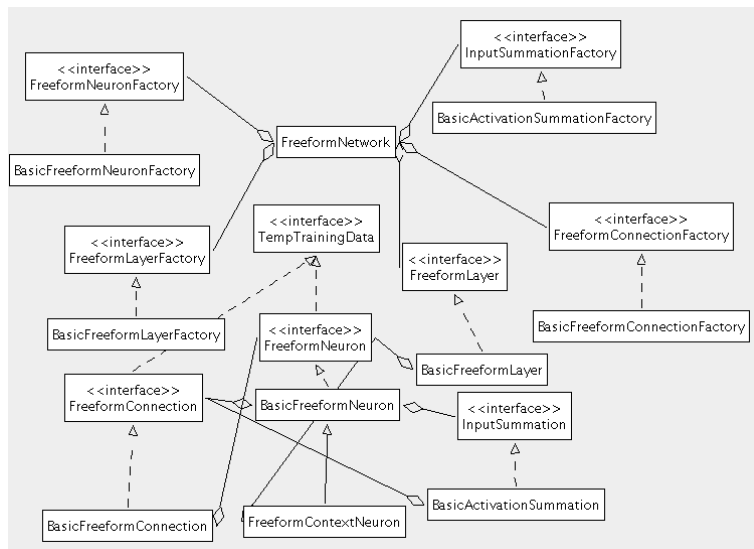 <<interface>>
InputSummationFactory
<<interface>>
FreeformNeuronFactory
BasicActivationSummationFactory
FreeformNetwork
BasicFreeformNeuronFactory
<<interface>>
TempTrainingData
<<interface>>
FreeformConnectionFactory
<<interface>>
FreeformLayerFactory
<<interface>>
FreeformLayer
BasicFreeformLayerFactory
<<interface>>
FreeformNeuron
BasicFreeformConnectionFactory
BasicFreeformLayer
<<interface>>
FreeformConnection
BasicFreeformNeuron
<<interface>>
InputSummation
BasicActivationSummation
BasicFreeformConnection
FreeformContextNeuron